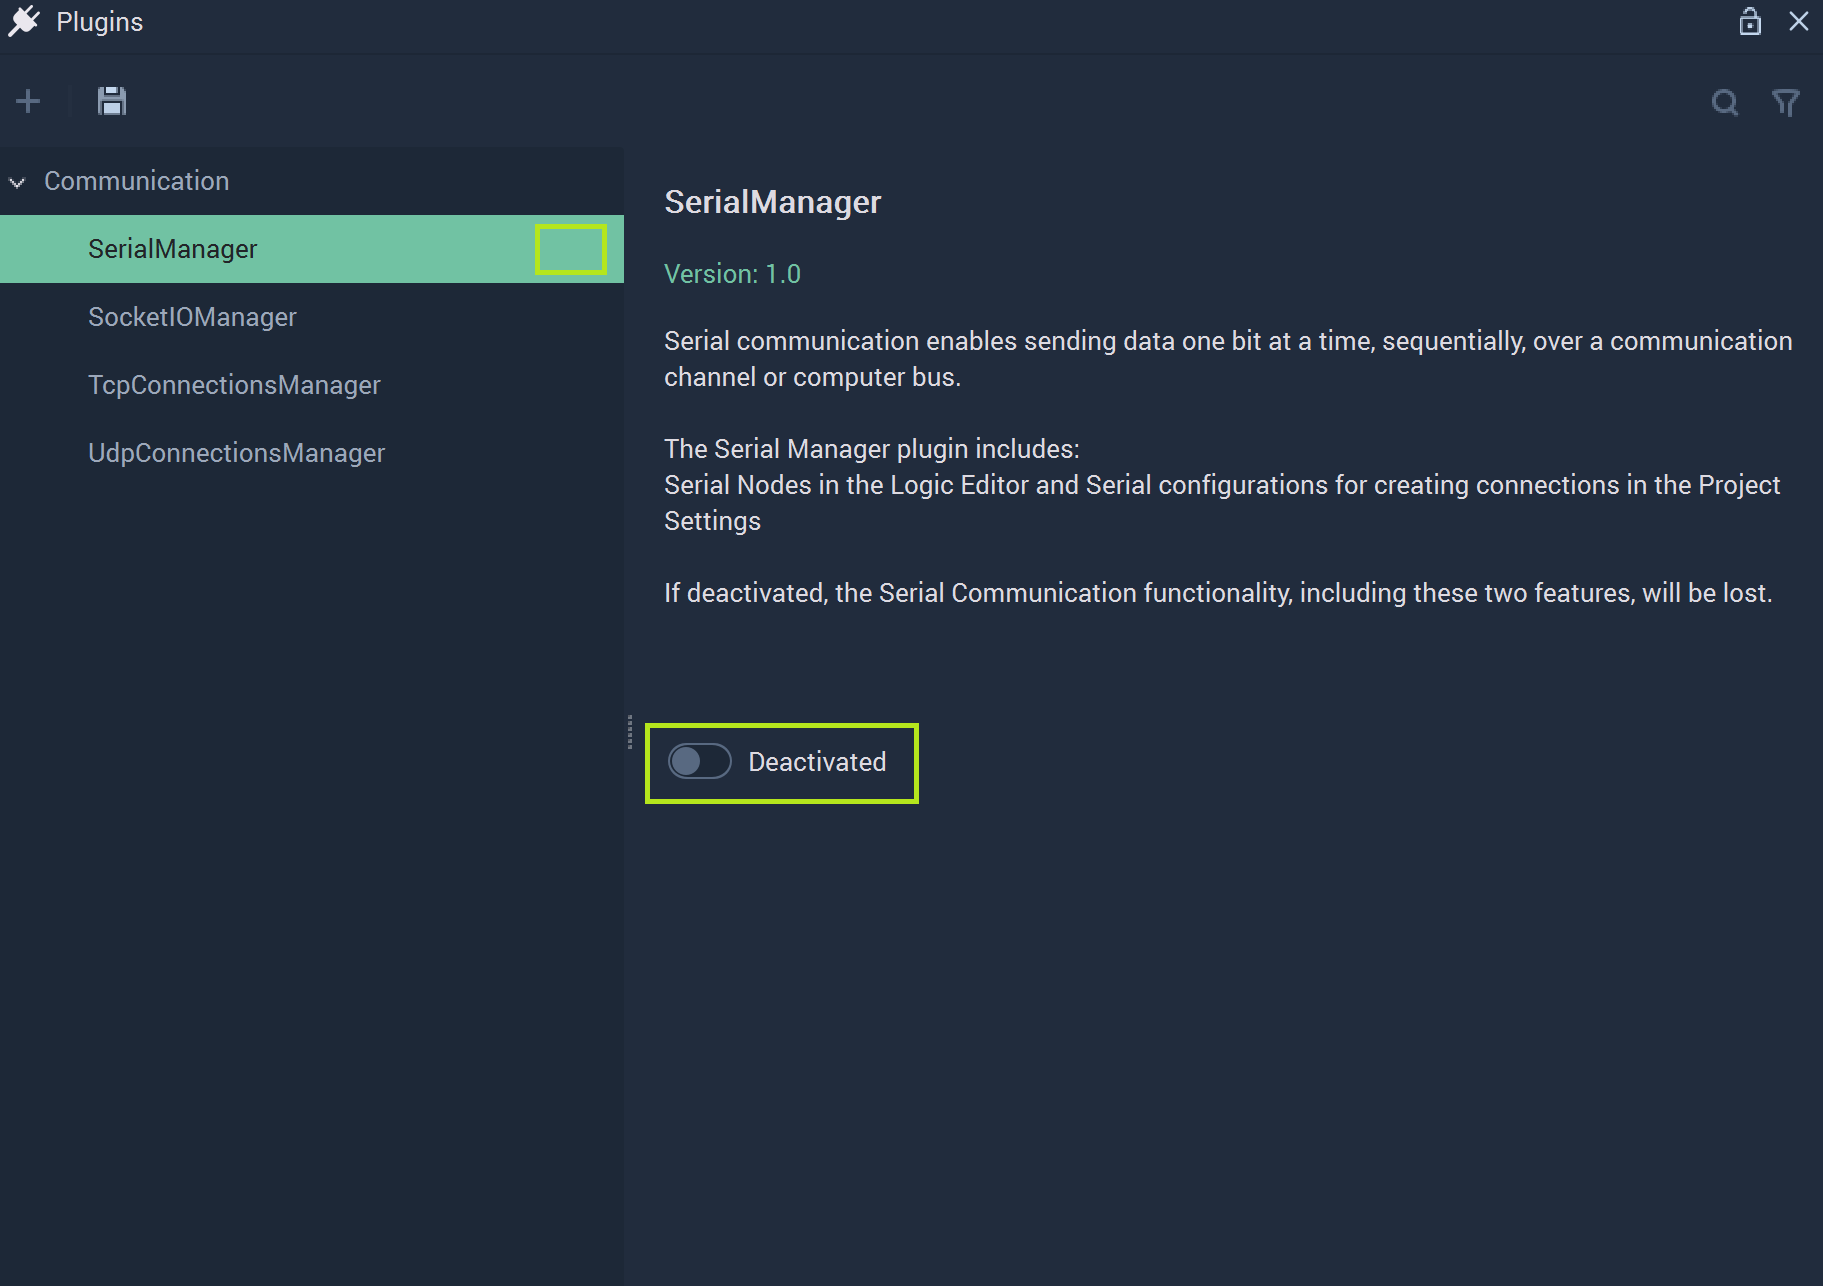 Plugins
Communication
SerialManager
SocketIOManager
TcpConnectionsManager
UdpConnectionsManager
SerialManager
Version: 1.0
Serial communication enables sending data one bit at a time, sequentially, over a communication
channel or computer bus.
The Serial Manager plugin includes:
Serial Nodes in the Logic Editor and Serial configurations for creating connections in the Project
Settings
If deactivated, the Serial Communication functionality, including these two features, will be lost.
Deactivated